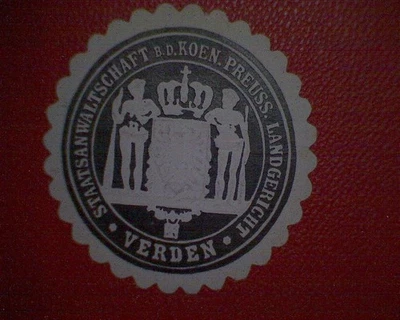 STAATSANWALTSCHAFT B. D. KOEN. PREUSS. LANDGERICHT
• VERDEN •